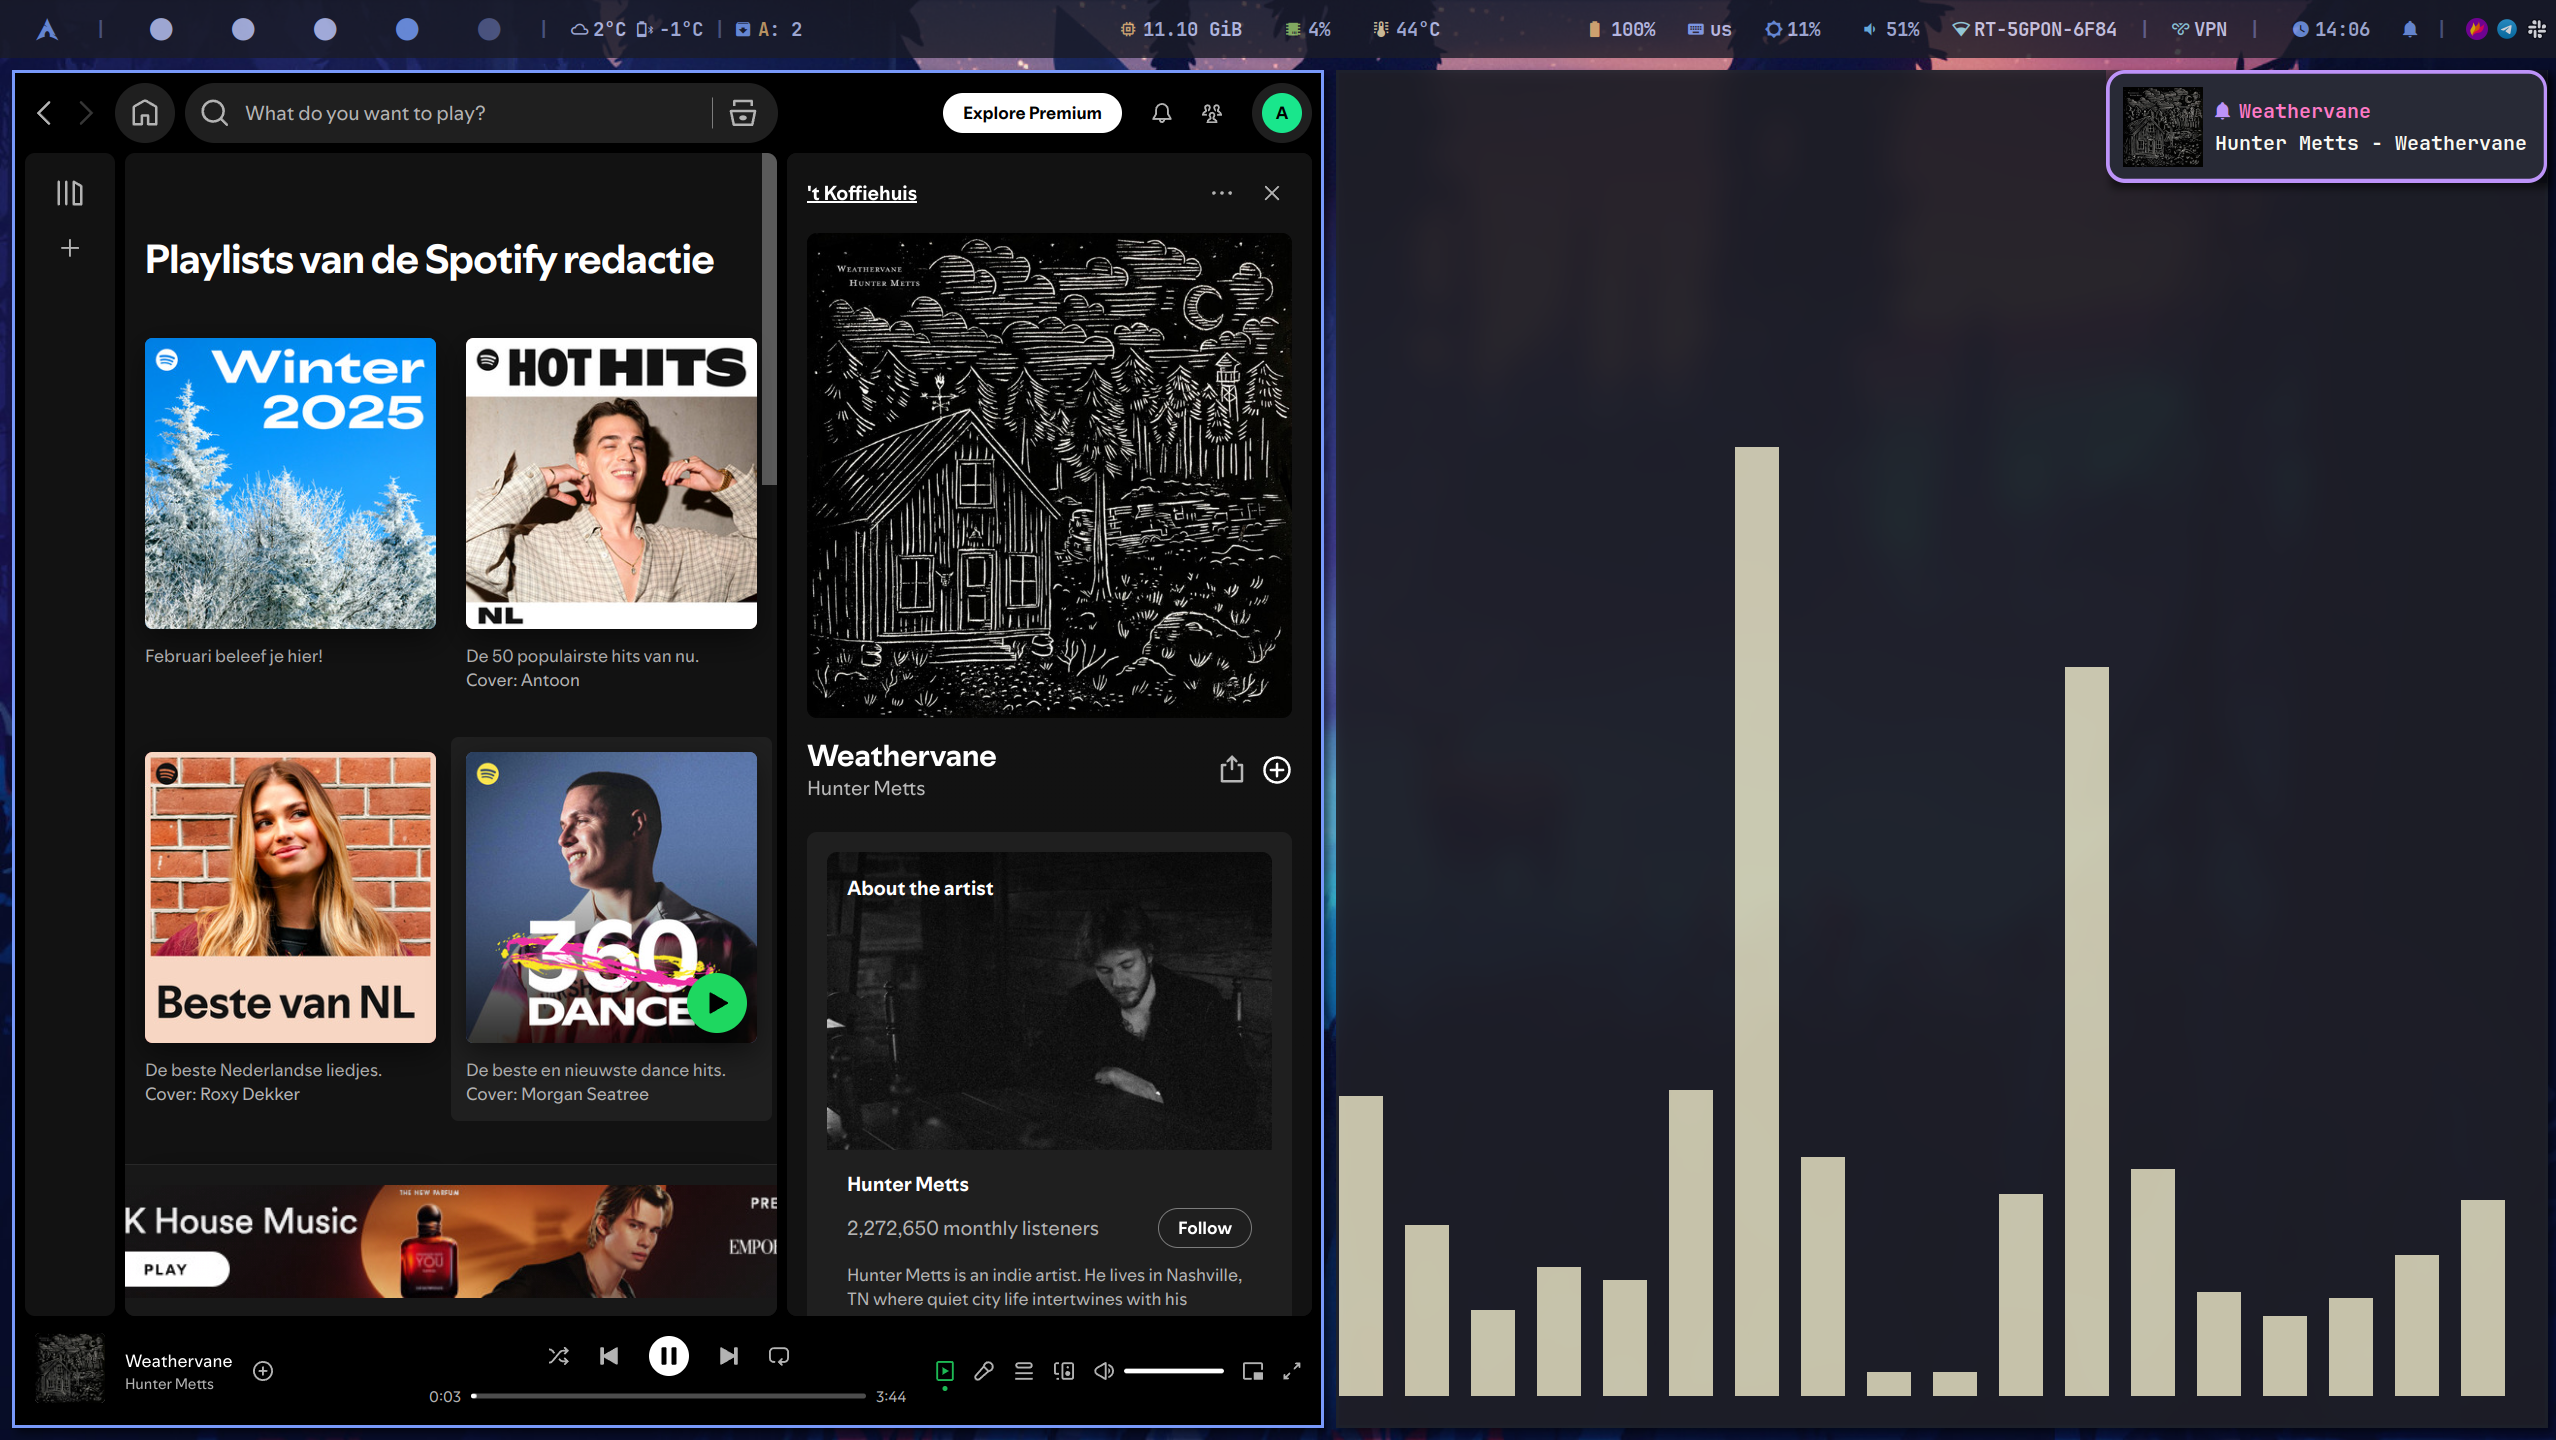 2°C -1°C A: 2 11.10 GiB 4% 44°C 100% us 11% 51% RT-5GPON-6F84 VPN 14:06
What do you want to play?
Explore Premium
A
Weathervane
Hunter Metts - Weathervane
Playlists van de Spotify redactie
Winter
2025
Februari beleef je hier!
HOT HITS
NL
De 50 populairste hits van nu.
Cover: Antoon
Beste van NL
De beste Nederlandse liedjes.
Cover: Roxy Dekker
360
DANCE
De beste en nieuwste dance hits.
Cover: Morgan Seatree
K House Music
PLAY
THE NEW PARFUM
YOU
PRE
EMPOR
't Koffiehuis
WEATHERVANE
HUNTER METTS
Weathervane
Hunter Metts
About the artist
Hunter Metts
2,272,650 monthly listeners
Follow
Hunter Metts is an indie artist. He lives in Nashville,
TN where quiet city life intertwines with his
Weathervane
Hunter Metts
0:03
3:44